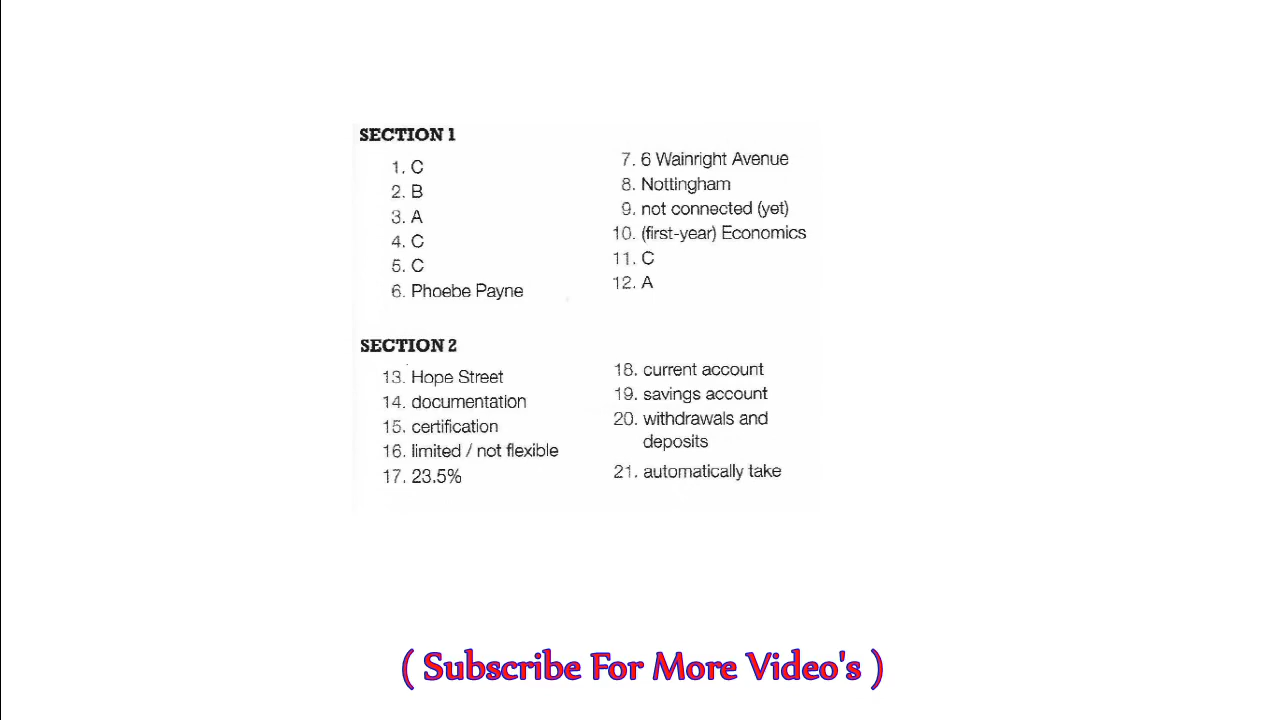 SECTION 1
1. C
2. B
3. A
4. C
5. C
6. Phoebe Payne
7. 6 Wainright Avenue
8. Nottingham
9. not connected (yet)
10. (first-year) Economics
11. C
12. A
SECTION 2
13. Hope Street
14. documentation
15. certification
16. limited / not flexible
17. 23.5%
18. current account
19. savings account
20. withdrawals and
deposits
21. automatically take
( Subscribe For More Video's )